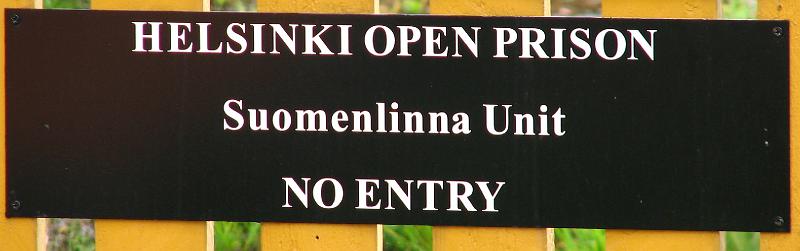 HELSINKI OPEN PRISON
Suomenlinna Unit
NO ENTRY